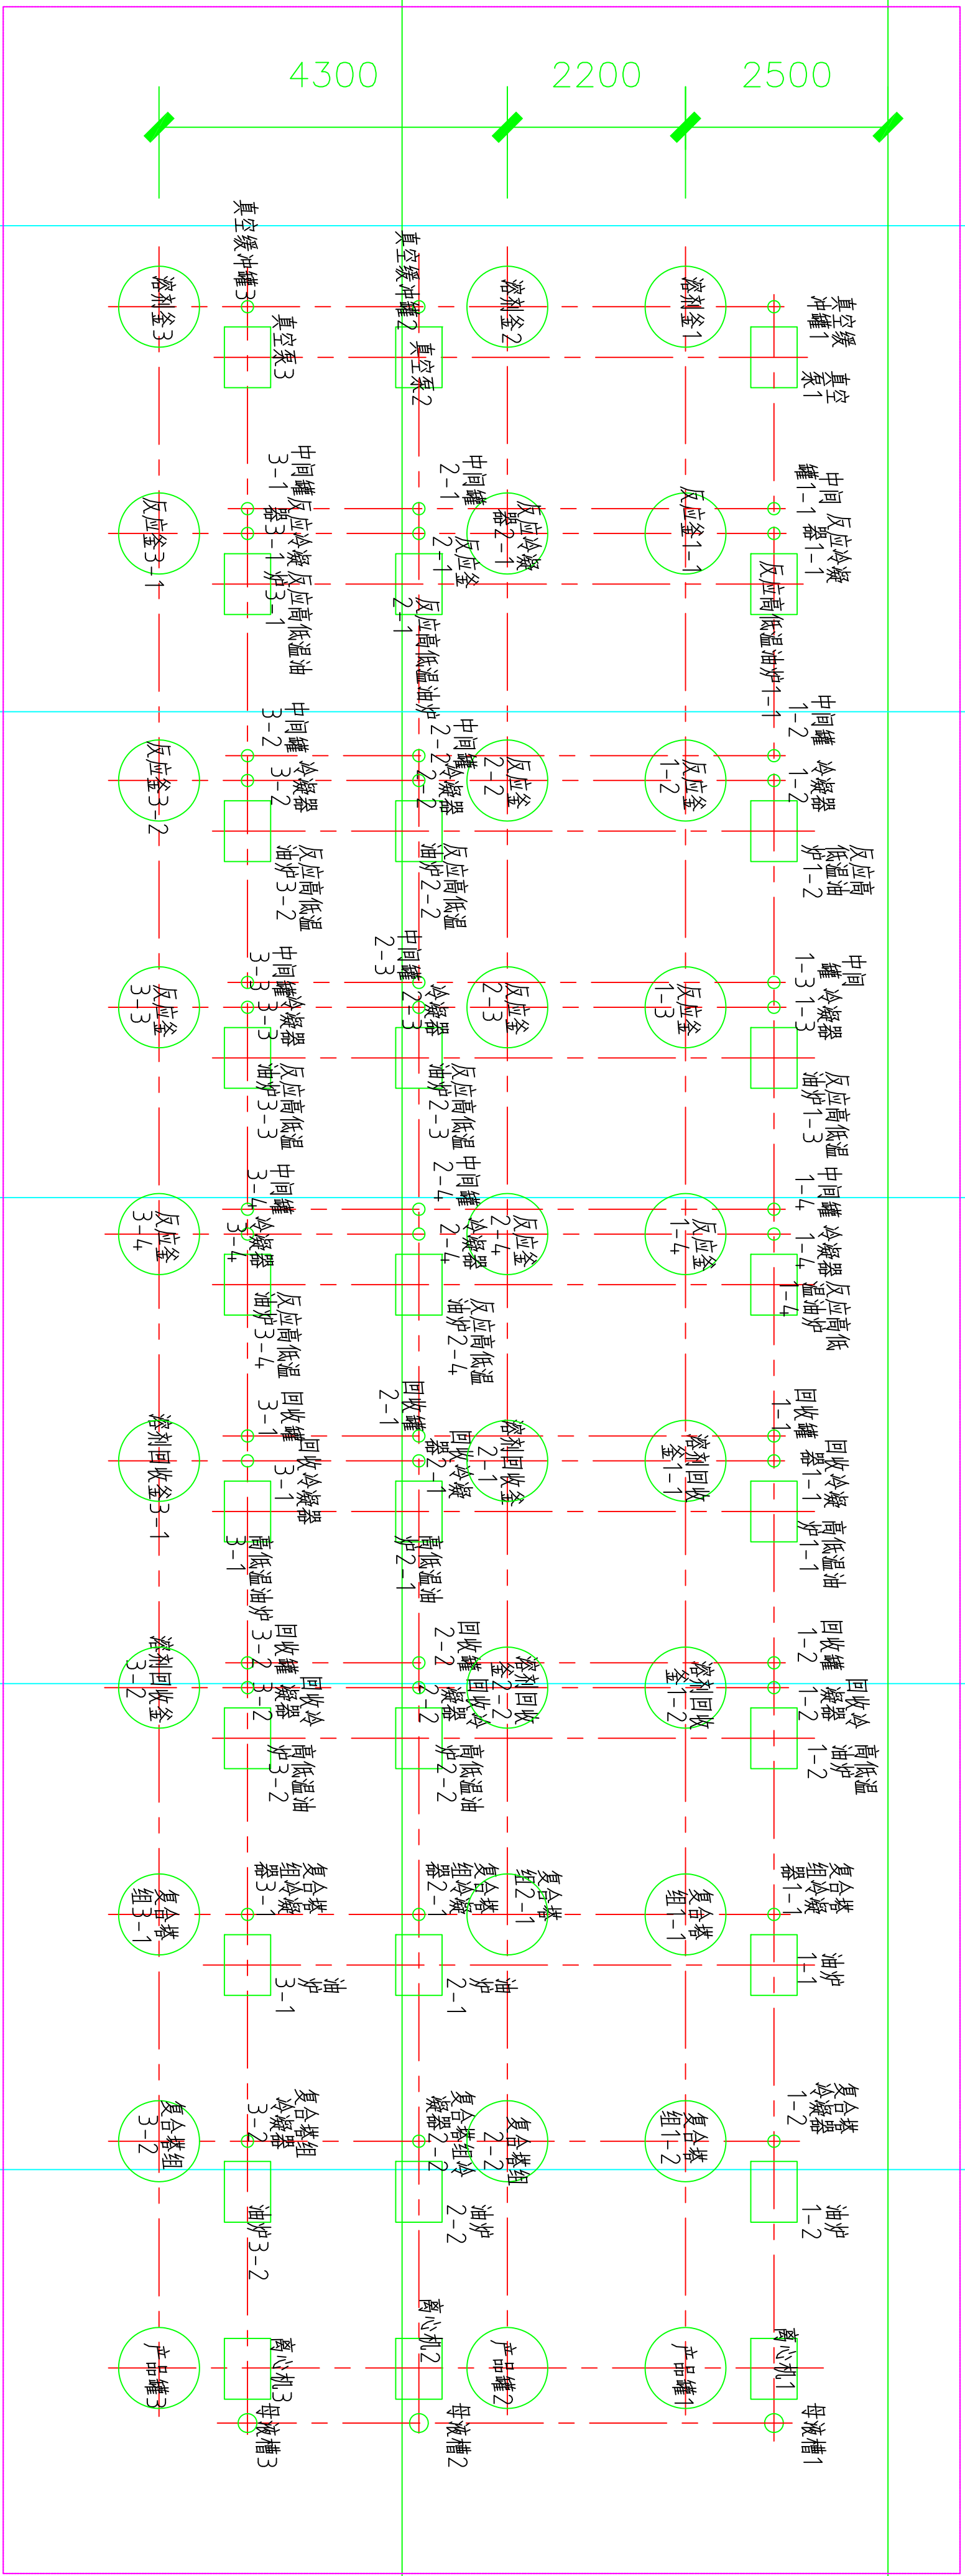 4300
2200
2500
真空缓冲罐3
真空缓冲罐2
溶剂釜3
溶剂釜2
溶剂釜1
真空缓
冲罐1
真空泵3
真空泵2
真空
泵1
中间罐
3-1
中间罐
2-1
中间
罐1-1
反应釜3-1
反应冷凝
器3-1
反应釜
2-1
反应冷凝
器2-1
反应釜1-1
反应冷凝
器1-1
反应高低温油
炉3-1
反应高低温油炉
2-1
反应高低温油炉1-1
中间罐
3-2
中间罐
2-2
中间罐
1-2
反应釜3-2
冷凝器
3-2
冷凝器
2-2
反应釜
2-2
反应釜
1-2
冷凝器
1-2
反应高低温
油炉3-2
反应高低温
油炉2-2
反应高
低温油
炉1-2
中间罐
3-3
中间罐
2-3
中间
罐
1-3
反应釜
3-3
冷凝器
3-3
冷凝器
2-3
反应釜
2-3
反应釜
1-3
冷凝器
1-3
反应高低温
油炉3-3
反应高低温
油炉2-3
反应高低温
油炉1-3
中间罐
3-4
中间罐
2-4
中间罐
1-4
反应釜
3-4
冷凝器
3-4
冷凝器
2-4
反应釜
2-4
反应釜
1-4
冷凝器
1-4
反应高低温
油炉3-4
反应高低温
油炉2-4
反应高低
温油炉
1-4
回收罐
3-1
回收罐
2-1
回收罐
1-1
溶剂回收釜3-1
回收冷凝器
3-1
回收冷凝
器2-1
溶剂回收釜
2-1
溶剂回收
釜1-1
回收冷凝
器1-1
高低温油炉
3-1
高低温油
炉2-1
高低温油
炉1-1
回收罐
3-2
回收罐
2-2
回收罐
1-2
溶剂回收釜
3-2
回收冷
凝器
3-2
回收冷
凝器
2-2
溶剂回收
釜2-2
溶剂回收
釜1-2
回收冷
凝器
1-2
高低温油
炉3-2
高低温油
炉2-2
高低温
油炉
1-2
复合塔
组3-1
复合塔
组冷凝
器3-1
复合塔
组冷凝
器2-1
复合塔
组2-1
复合塔
组1-1
复合塔
组冷凝
器1-1
油
炉
3-1
油
炉
2-1
油炉
1-1
复合塔组
3-2
复合塔组
冷凝器
3-2
复合塔组冷
凝器2-2
复合塔组
2-2
复合塔
组1-2
复合塔
冷凝器
1-2
油炉3-2
油炉
2-2
油炉
1-2
产品罐3
离心机3
离心机2
产品罐2
产品罐1
离心机1
母液槽3
母液槽2
母液槽1